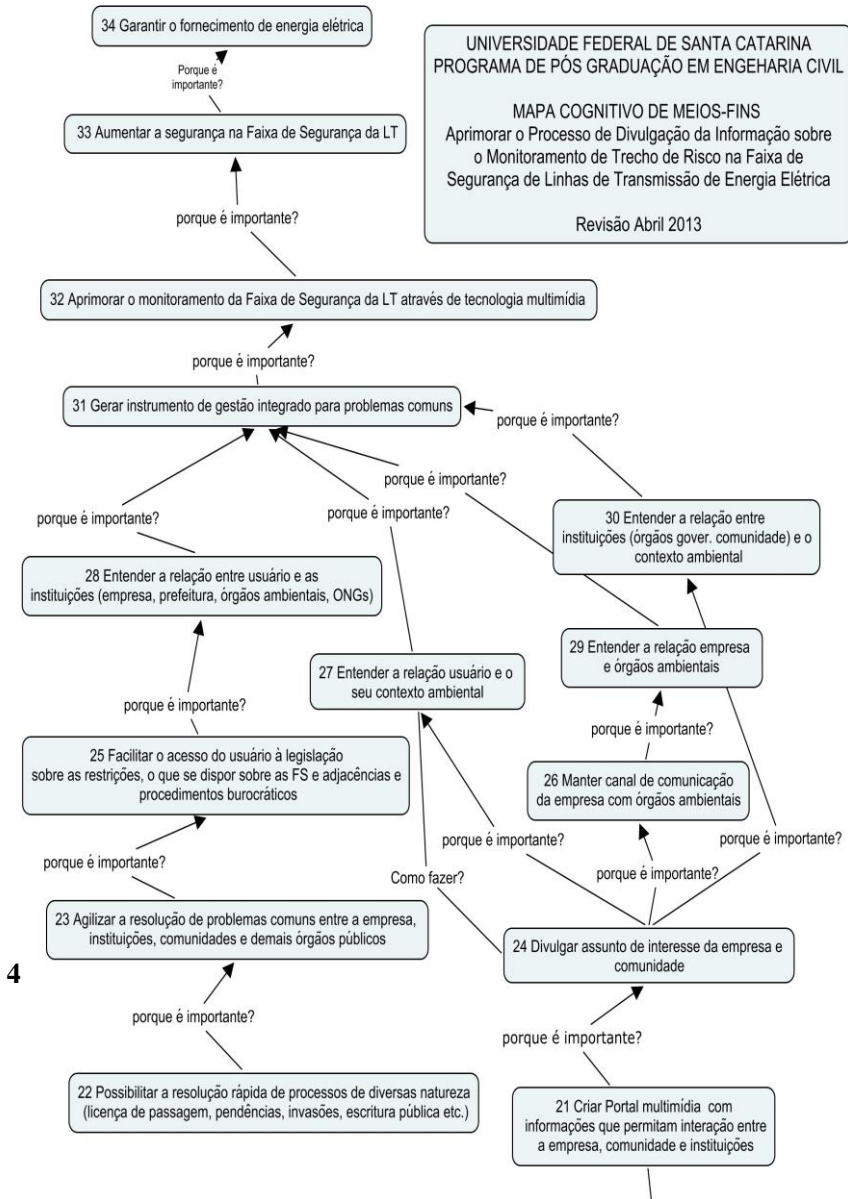 34 Garantir o fornecimento de energia elétrica
UNIVERSIDADE FEDERAL DE SANTA CATARINA
PROGRAMA DE PÓS GRADUAÇÃO EM ENGEHARIA CIVIL
MAPA COGNITIVO DE MEIOS-FINS
Aprimorar o Processo de Divulgação da Informação sobre
o Monitoramento de Trecho de Risco na Faixa de
Segurança de Linhas de Transmissão de Energia Elétrica
Revisão Abril 2013
Porque é
importante?
33 Aumentar a segurança na Faixa de Segurança da LT
porque é importante?
32 Aprimorar o monitoramento da Faixa de Segurança da LT através de tecnologia multimídia
porque é importante?
31 Gerar instrumento de gestão integrado para problemas comuns
porque é importante?
porque é importante?
porque é importante?
porque é importante?
30 Entender a relação entre
instituições (órgãos gover. comunidade) e o
contexto ambiental
28 Entender a relação entre usuário e as
instituições (empresa, prefeitura, órgãos ambientais, ONGs)
29 Entender a relação empresa
e órgãos ambientais
27 Entender a relação usuário e o
seu contexto ambiental
porque é importante?
porque é importante?
25 Facilitar o acesso do usuário à legislação
sobre as restrições, o que se dispor sobre as FS e adjacências e
procedimentos burocráticos
26 Manter canal de comunicação
da empresa com órgãos ambientais
porque é importante?
porque é importante?
porque é importante?
Como fazer?
porque é importante?
23 Agilizar a resolução de problemas comuns entre a empresa,
instituições, comunidades e demais órgãos públicos
24 Divulgar assunto de interesse da empresa e
comunidade
4
porque é importante?
porque é importante?
22 Possibilitar a resolução rápida de processos de diversas natureza
(licença de passagem, pendências, invasões, escritura pública etc.)
21 Criar Portal multimídia com
informações que permitam interação entre
a empresa, comunidade e instituições